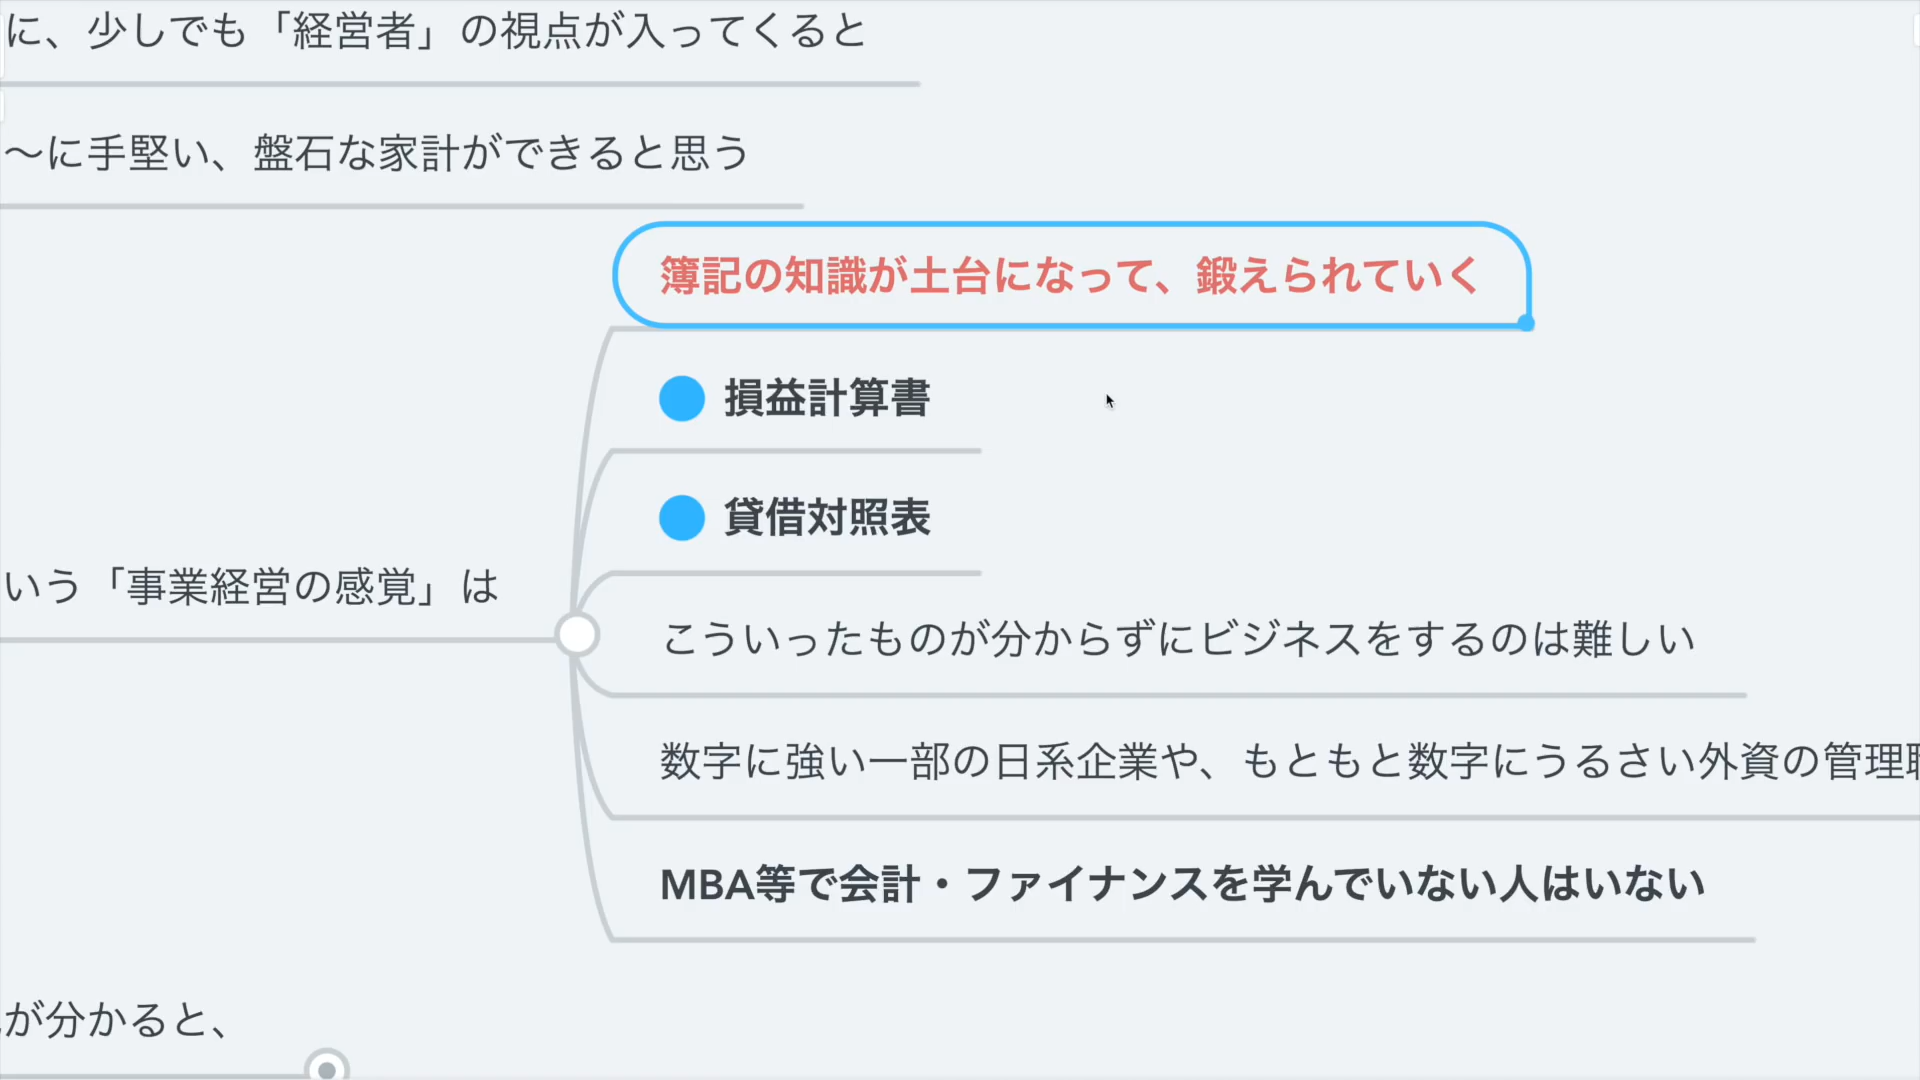 に、少しでも「経営者」の視点が入ってくると
〜に手堅い、盤石な家計ができると思う
簿記の知識が土台になって、鍛えられていく
損益計算書
貸借対照表
いう「事業経営の感覚」は
こういったものが分からずにビジネスをするのは難しい
数字に強い一部の日系企業や、もともと数字にうるさい外資の管理職
MBA等で会計・ファイナンスを学んでいない人はいない
が分かると、